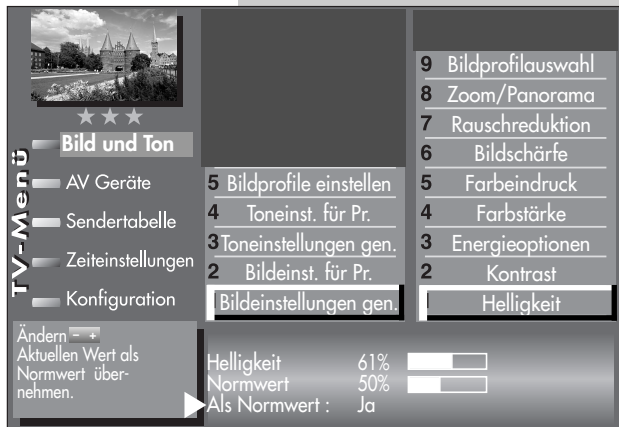 TV-Menü
Bild und Ton
AV Geräte
Sendertabelle
Zeiteinstellungen
Konfiguration
5 Bildprofile einstellen
4 Toneinst. für Pr.
3 Toneinstellungen gen.
2 Bildeinst. für Pr.
Bildeinstellungen gen.
9 Bildprofilauswahl
8 Zoom/Panorama
7 Rauschreduktion
6 Bildschärfe
5 Farbeindruck
4 Farbstärke
3 Energieoptionen
2 Kontrast
Helligkeit
Ändern - +
Aktuellen Wert als
Normwert über-
nehmen.
Helligkeit 61%
Normwert 50%
Als Normwert : Ja